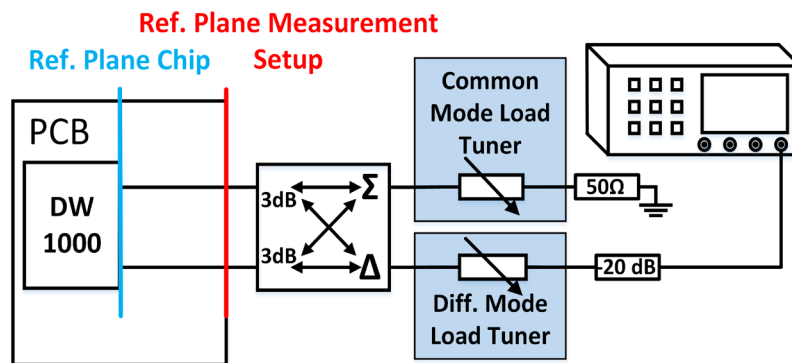 Ref. Plane Measurement
Setup
Ref. Plane Chip
PCB
DW
1000
3dB
3dB
Σ
Δ
Common
Mode Load
Tuner
50Ω
-20 dB
Diff. Mode
Load Tuner